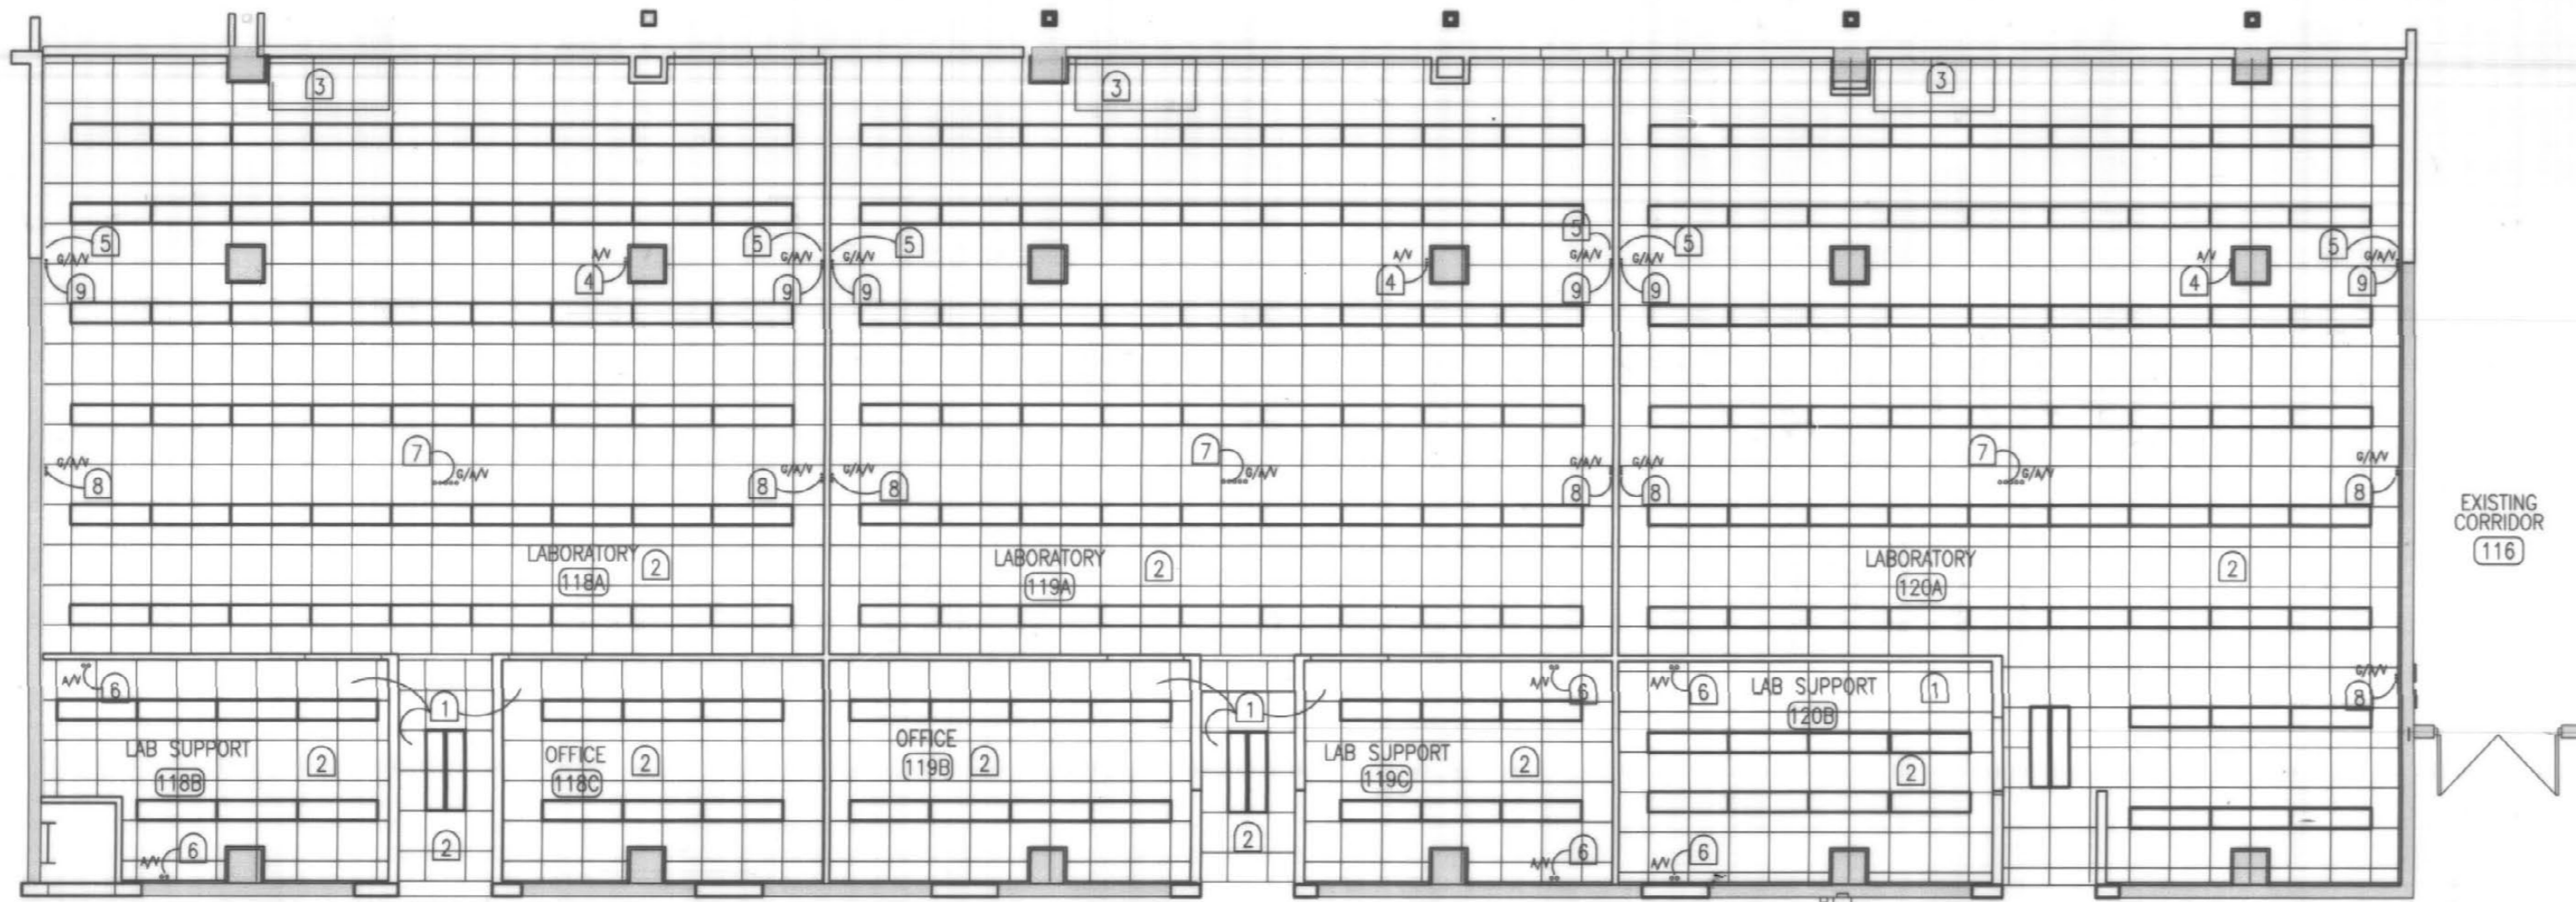 3
3
3
5
A/V
G/A/V
4
9
5
G/A/V
9
5
G/A/V
9
A/V
4
5
G/A/V
9
5
G/A/V
9
A/V
4
5
G/A/V
9
7
G/A/V
G/A/V
8
G/A/V
8
8
7
G/A/V
G/A/V
8
G/A/V
8
7
G/A/V
G/A/V
8
EXISTING
CORRIDOR
116
LABORATORY
118A
2
LABORATORY
119A
2
LABORATORY
120A
2
A/V
6
LAB SUPPORT
118B
2
A/V
6
1
2
OFFICE
118C
2
OFFICE
119B
2
1
2
A/V
6
LAB SUPPORT
119C
2
A/V
6
A/V
6
LAB SUPPORT
120B
1
2
A/V
6
G/A/V
8